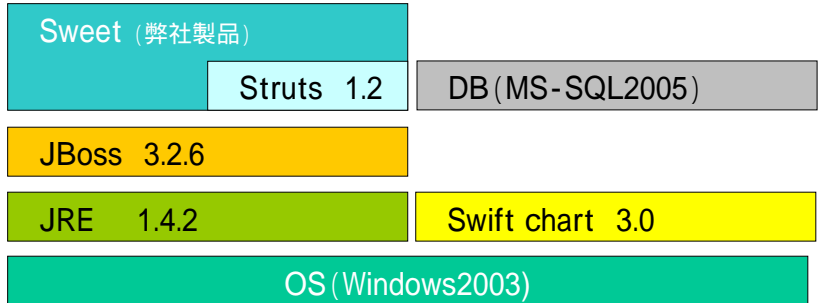 Sweet（弊社製品）
Struts 1.2
DB(MS-SQL2005)
JBoss 3.2.6
JRE 1.4.2
Swift chart 3.0
OS(Windows2003)